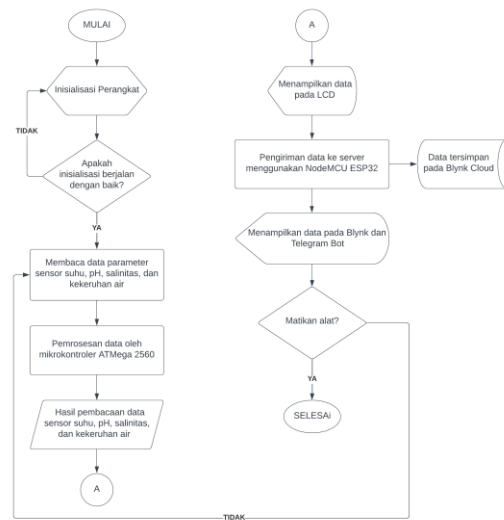 MULAI
Inisialisasi Perangkat
TIDAK
Apakah
inisialisasi berjalan
dengan baik?
YA
Membaca data parameter
sensor suhu, pH, salinitas, dan
kekeruhan air
Pemrosesan data oleh
mikrokontroler ATMega 2560
Hasil pembacaan data
sensor suhu, pH, salinitas,
dan kekeruhan air
A
A
Menampilkan data
pada LCD
Pengiriman data ke server
menggunakan NodeMCU ESP32
Data tersimpan
pada Blynk Cloud
Menampilkan data pada Blynk dan
Telegram Bot
Matikan alat?
YA
SELESAi
TIDAK